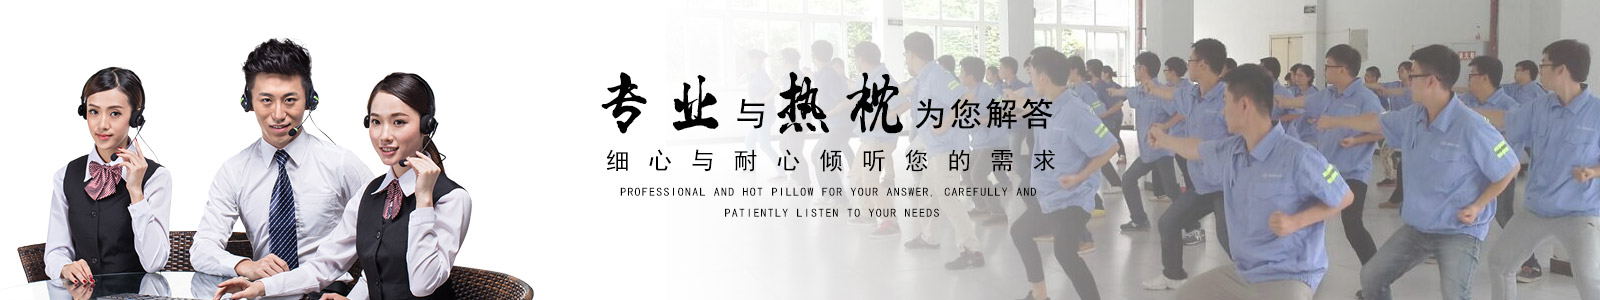 专业与热枕为您解答
细心与耐心倾听您的需求
PROFESSIONAL AND HOT PILLOW FOR YOUR ANSWER, CAREFULLY AND
PATIENTLY LISTEN TO YOUR NEEDS